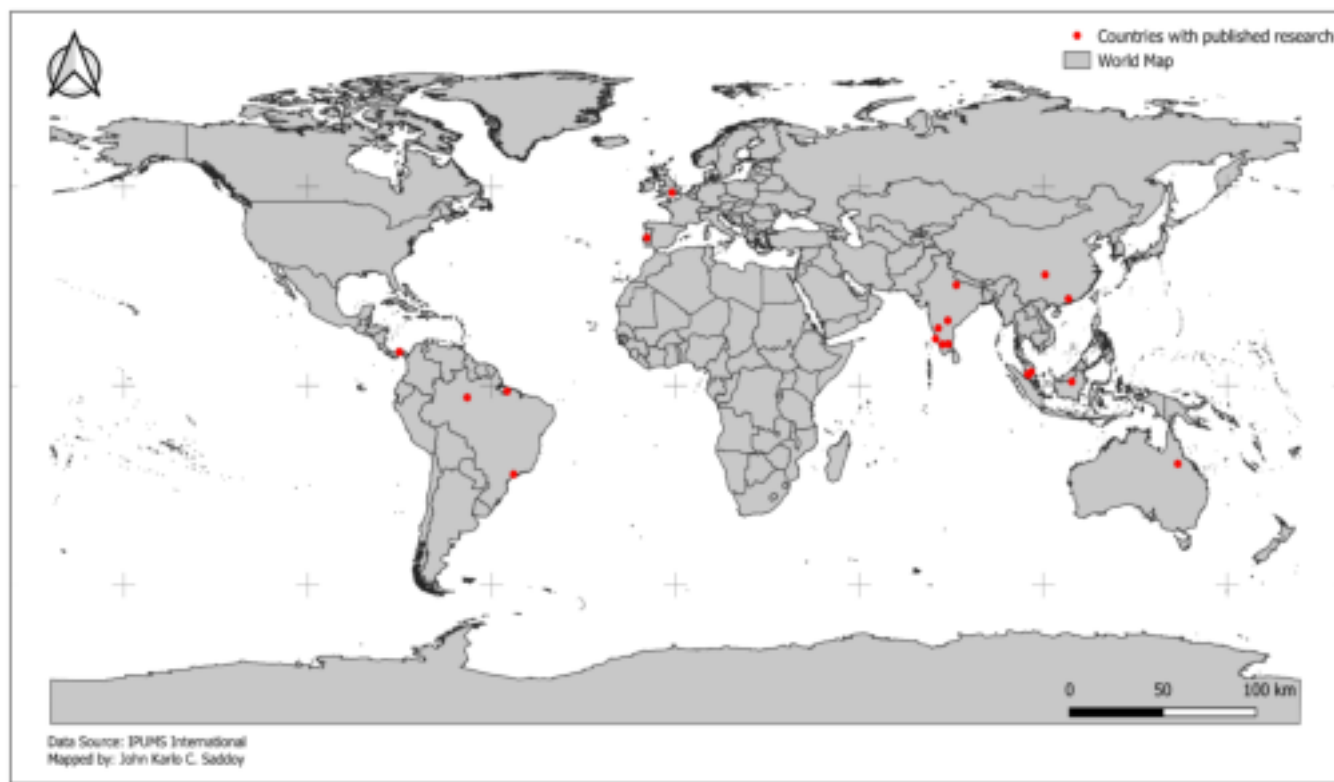 Countries with published research
World Map
0 50 100 km
Data Source: IPUMS International
Mapped by: John Karlo C. Saddoy